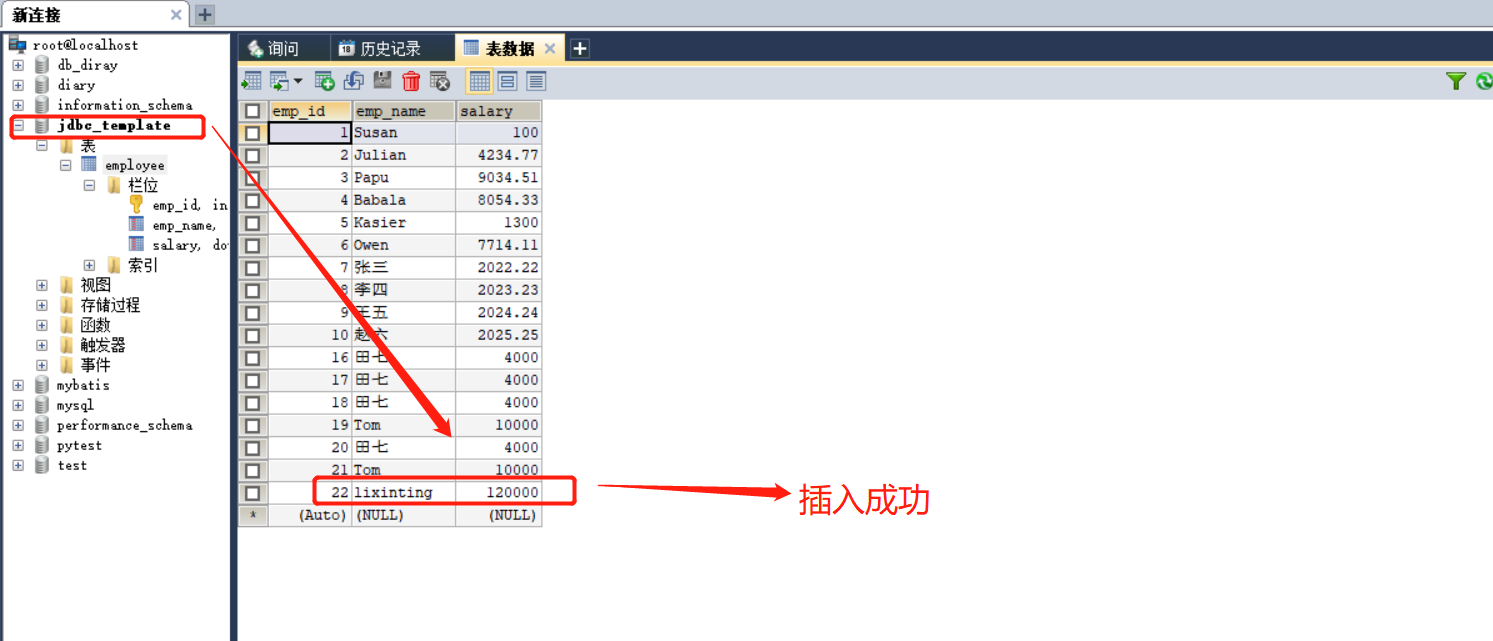 新连接
root@localhost
db_diray
diary
information_schema
jdbc_template
表
employee
栏位
emp_id, in
emp_name,
salary, do
索引
视图
存储过程
函数
触发器
事件
mybatis
mysql
performance_schema
pytest
test
询问 历史记录 表数据
emp_id emp_name salary
1 Susan 100
2 Julian 4234.77
3 Papu 9034.51
4 Babala 8054.33
5 Kasier 1300
6 Owen 7714.11
7 张三 2022.22
8 李四 2023.23
9 王五 2024.24
10 赵六 2025.25
16 田七 4000
17 田七 4000
18 田七 4000
19 Tom 10000
20 田七 4000
21 Tom 10000
22 lixinting 120000
* (Auto) (NULL) (NULL)
插入成功